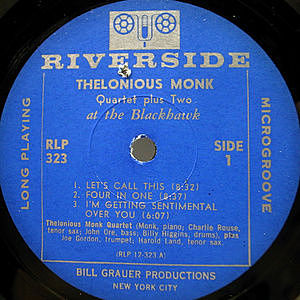 RIVERSIDE
THELONIOUS MONK
Quartet plus Two
at the Blackhawk
LONG PLAYING
MICROGROOVE
RLP
323
SIDE
1
1. LET'S CALL THIS (8:32)
2. FOUR IN ONE (8:37)
3. I'M GETTING SENTIMENTAL
OVER YOU (6:07)
Thelonious Monk Quartet (Monk, piano, Charlie Rouse,
tenor sax; John Ore, bass; Billy Higgins, drums), plus
Joe Gordon, trumpet, Harold Land, tenor sax.
(RLP 12-323 A)
BILL GRAUER PRODUCTIONS
NEW YORK CITY